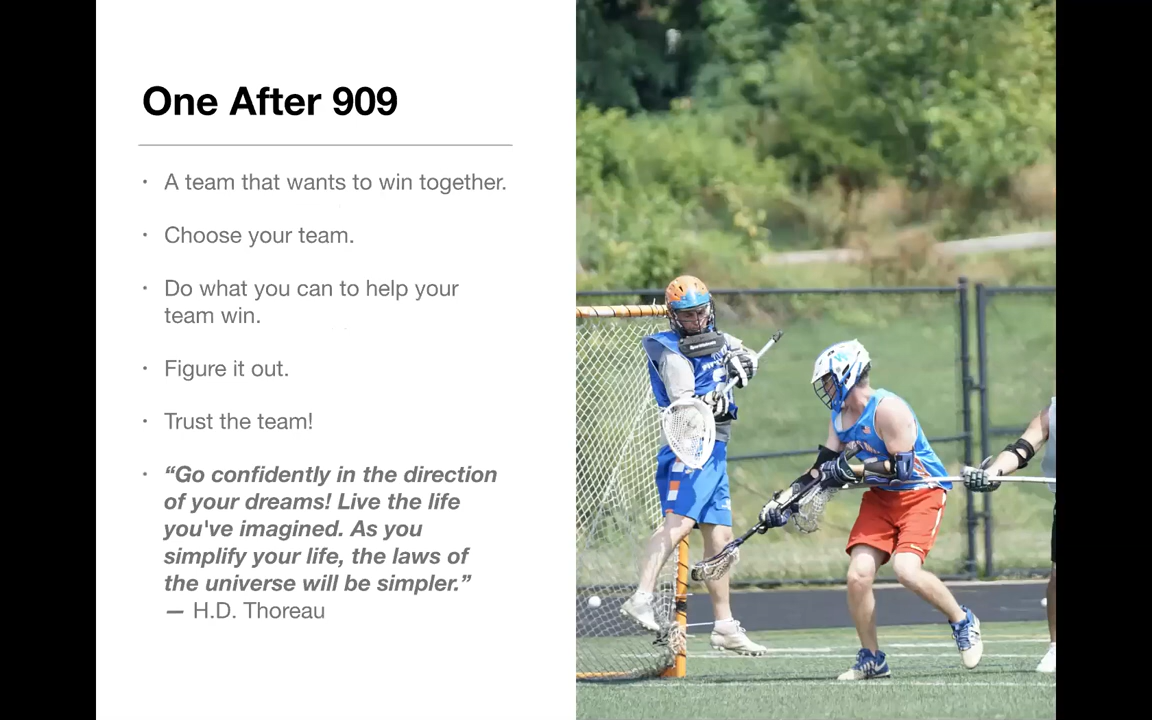 One After 909
• A team that wants to win together.
• Choose your team.
• Do what you can to help your
team win.
• Figure it out.
• Trust the team!
• “Go confidently in the direction
of your dreams! Live the life
you've imagined. As you
simplify your life, the laws of
the universe will be simpler.”
— H.D. Thoreau